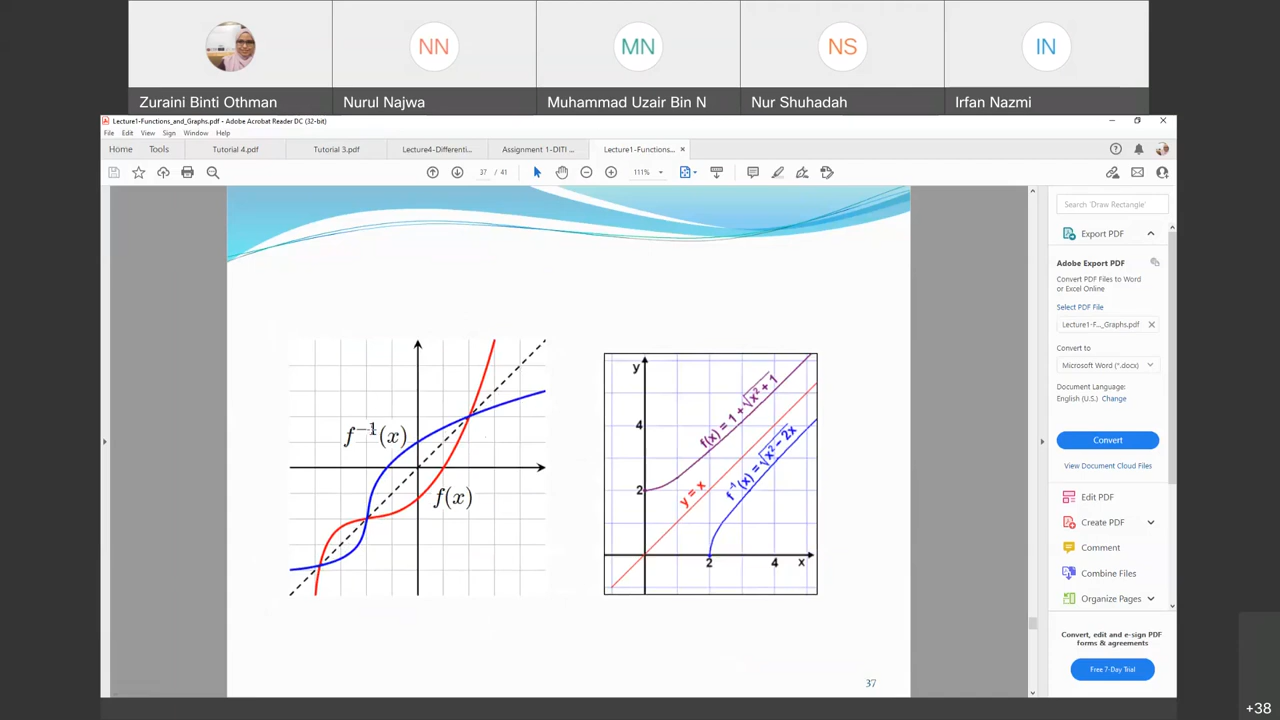 NN
MN
NS
IN
Zuraini Binti Othman
Nurul Najwa
Muhammad Uzair Bin N
Nur Shuhadah
Irfan Nazmi
Lecture1-Functions_and_Graphs.pdf - Adobe Acrobat Reader DC (32-bit)
File Edit View Sign Window Help
Home Tools Tutorial 4.pdf Tutorial 3.pdf Lecture4-Differenti... Assignment 1-DITI ... Lecture1-Functions...
37 / 41 111%
Search 'Draw Rectangle'
Export PDF
Adobe Export PDF
Convert PDF Files to Word
or Excel Online
Select PDF File
Lecture1-F..._Graphs.pdf
Convert to
Microsoft Word (*.docx)
Document Language:
English (U.S.) Change
Convert
View Document Cloud Files
Edit PDF
Create PDF
Comment
Combine Files
Organize Pages
Convert, edit and e-sign PDF
forms & agreements
Free 7-Day Trial
f⁻¹(x)
f(x)
y
f(x) = 1 + √x² + 1
4
f⁻¹(x) = √x² – 2x
y = x
2
2 4 x
37
+38